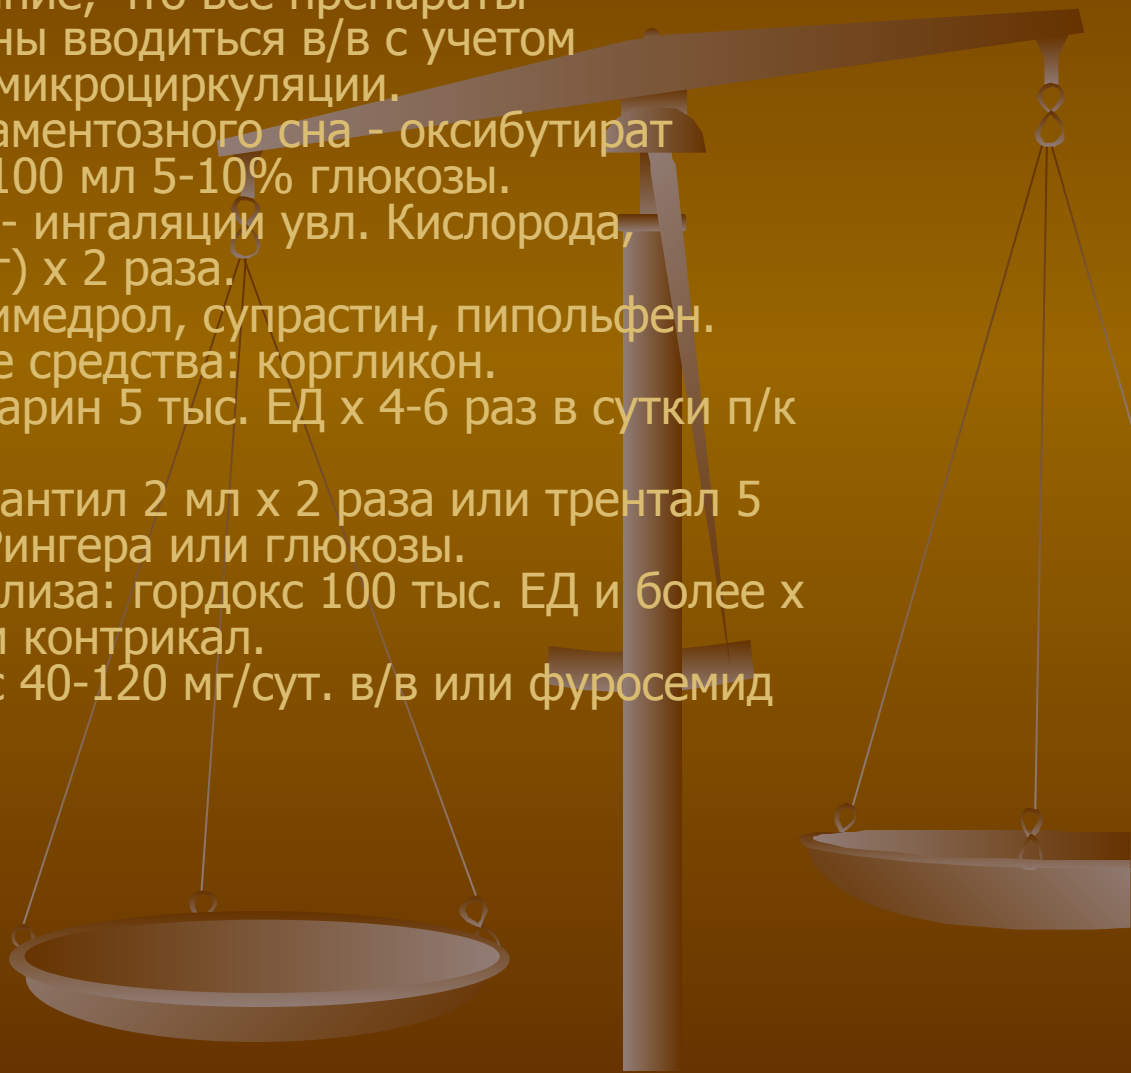 ние, что все препараты
ны вводиться в/в с учетом
микроциркуляции.
аментозного сна - оксибутират
100 мл 5-10% глюкозы.
- ингаляции увл. Кислорода,
г) х 2 раза.
имедрол, супрастин, пипольфен.
е средства: коргликон.
арин 5 тыс. ЕД х 4-6 раз в сутки п/к
антил 2 мл х 2 раза или трентал 5
Рингера или глюкозы.
лиза: гордокс 100 тыс. ЕД и более х
и контрикал.
с 40-120 мг/сут. в/в или фуросемид